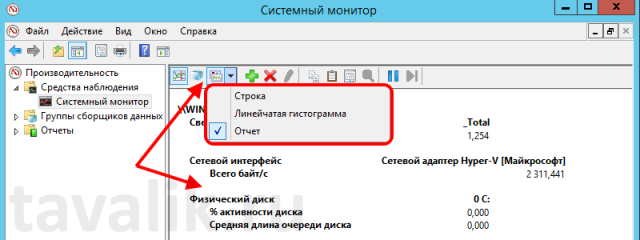 Системный монитор
Файл Действие Вид Окно Справка
Производительность
Средства наблюдения
Системный монитор
Группы сборщиков данных
Отчеты
Строка
Линейчатая гистограмма
Отчет
\\WIN
Све
_Total
1,254
Сетевой интерфейс Сетевой адаптер Hyper-V [Майкрософт]
Всего байт/с 2 311,441
Физический диск 0 C:
% активности диска 0,000
Средняя длина очереди диска 0,000
tavalik.ru